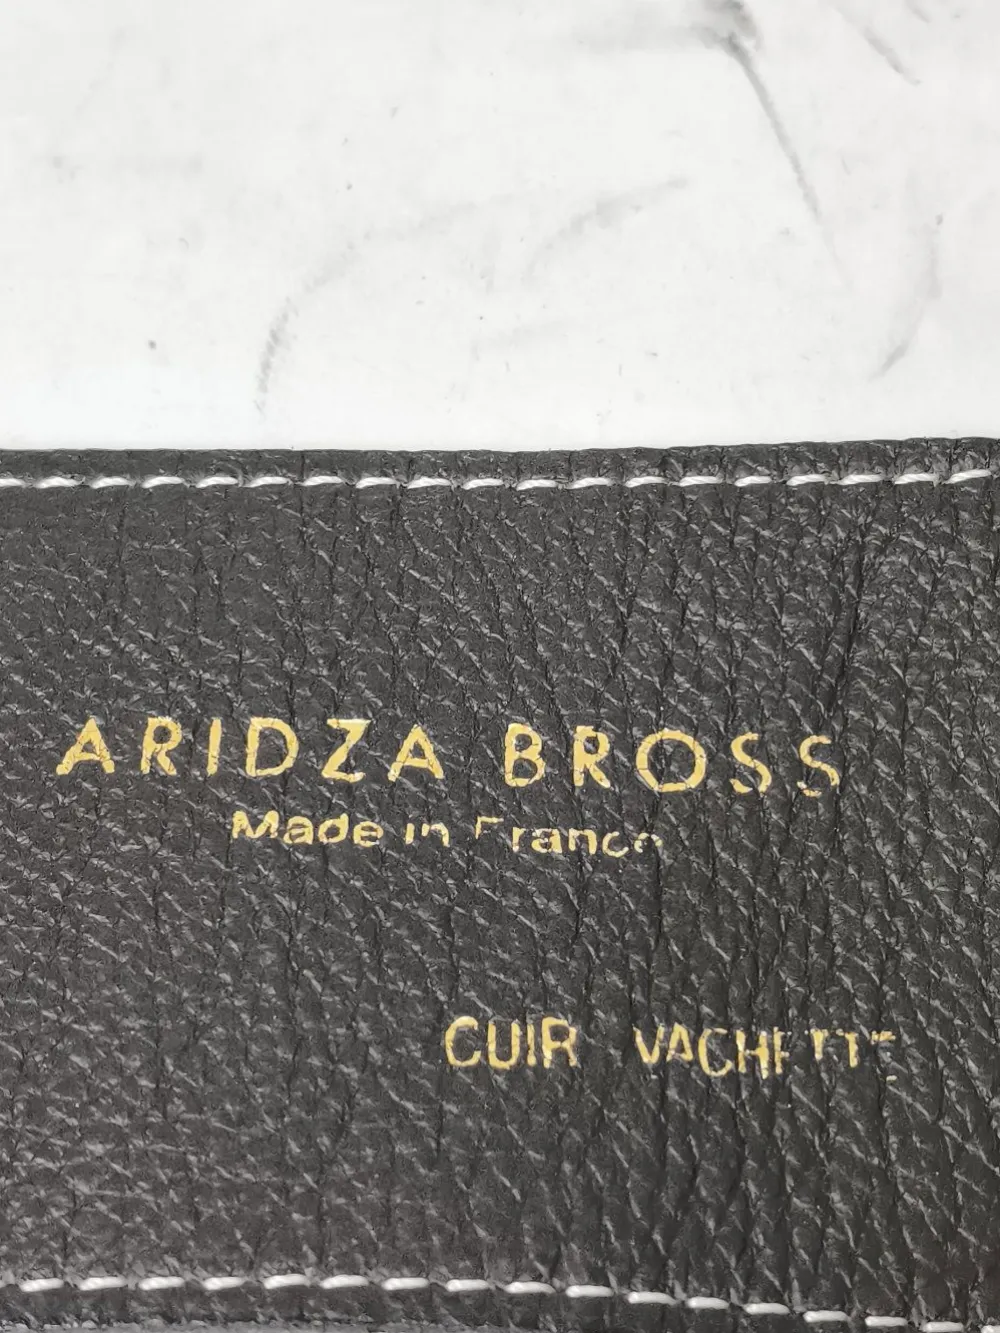 ARIDZA BROSS
Made in France
CUIR VACHETTE